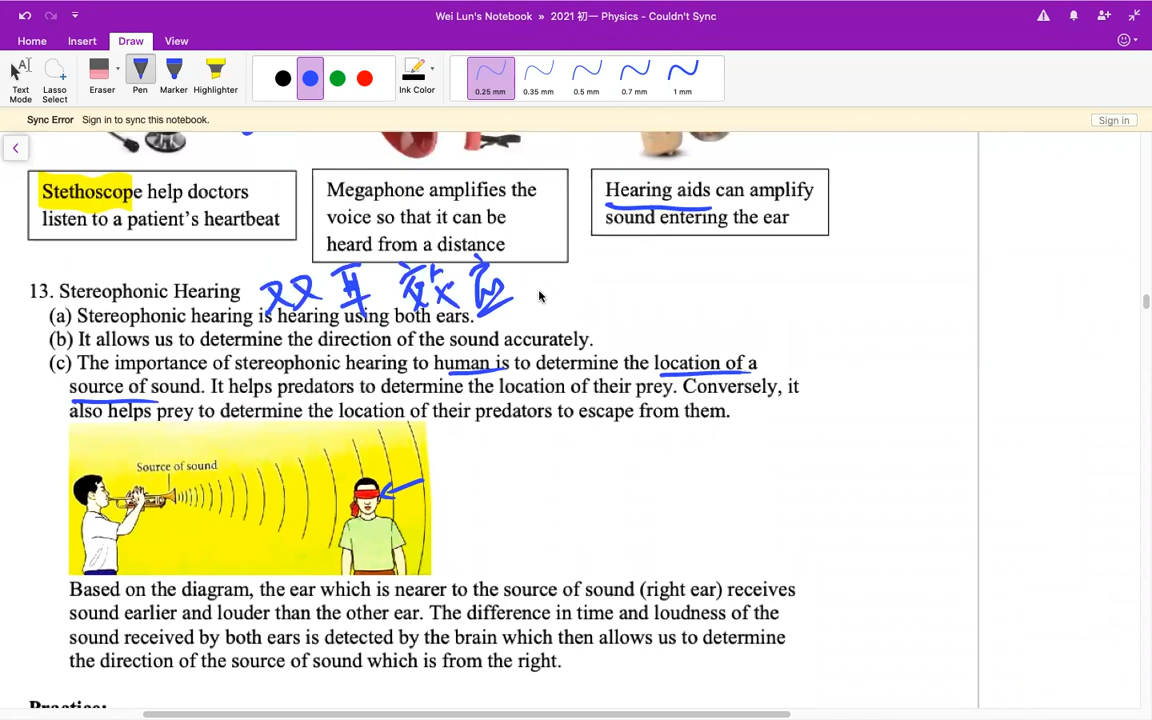 Wei Lun's Notebook » 2021 初一 Physics - Couldn't Sync
Home Insert Draw View
Text Mode
Lasso Select
Eraser
Pen
Marker
Highlighter
Ink Color
0.25 mm
0.35 mm
0.5 mm
0.7 mm
1 mm
Sync Error Sign in to sync this notebook.
Sign in
Stethoscope help doctors
listen to a patient's heartbeat
Megaphone amplifies the
voice so that it can be
heard from a distance
Hearing aids can amplify
sound entering the ear
13. Stereophonic Hearing 双耳效应
(a) Stereophonic hearing is hearing using both ears.
(b) It allows us to determine the direction of the sound accurately.
(c) The importance of stereophonic hearing to human is to determine the location of a
source of sound. It helps predators to determine the location of their prey. Conversely, it
also helps prey to determine the location of their predators to escape from them.
Source of sound
Based on the diagram, the ear which is nearer to the source of sound (right ear) receives
sound earlier and louder than the other ear. The difference in time and loudness of the
sound received by both ears is detected by the brain which then allows us to determine
the direction of the source of sound which is from the right.
Practice: